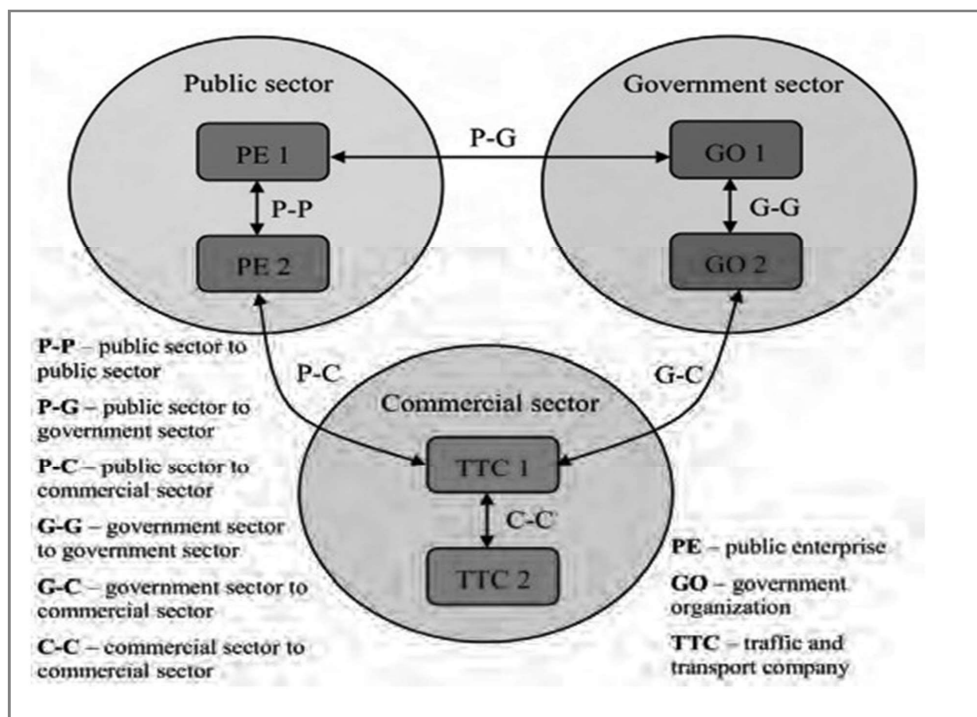 Public sector
Government sector
PE 1
P-G
GO 1
P-P
G-G
PE 2
GO 2
P-P – public sector to
public sector
P-G – public sector to
government sector
P-C – public sector to
commercial sector
G-G – government sector
to government sector
G-C – government sector to
commercial sector
C-C – commercial sector to
commercial sector
P-C
G-C
Commercial sector
TTC 1
C-C
TTC 2
PE – public enterprise
GO – government
organization
TTC – traffic and
transport company